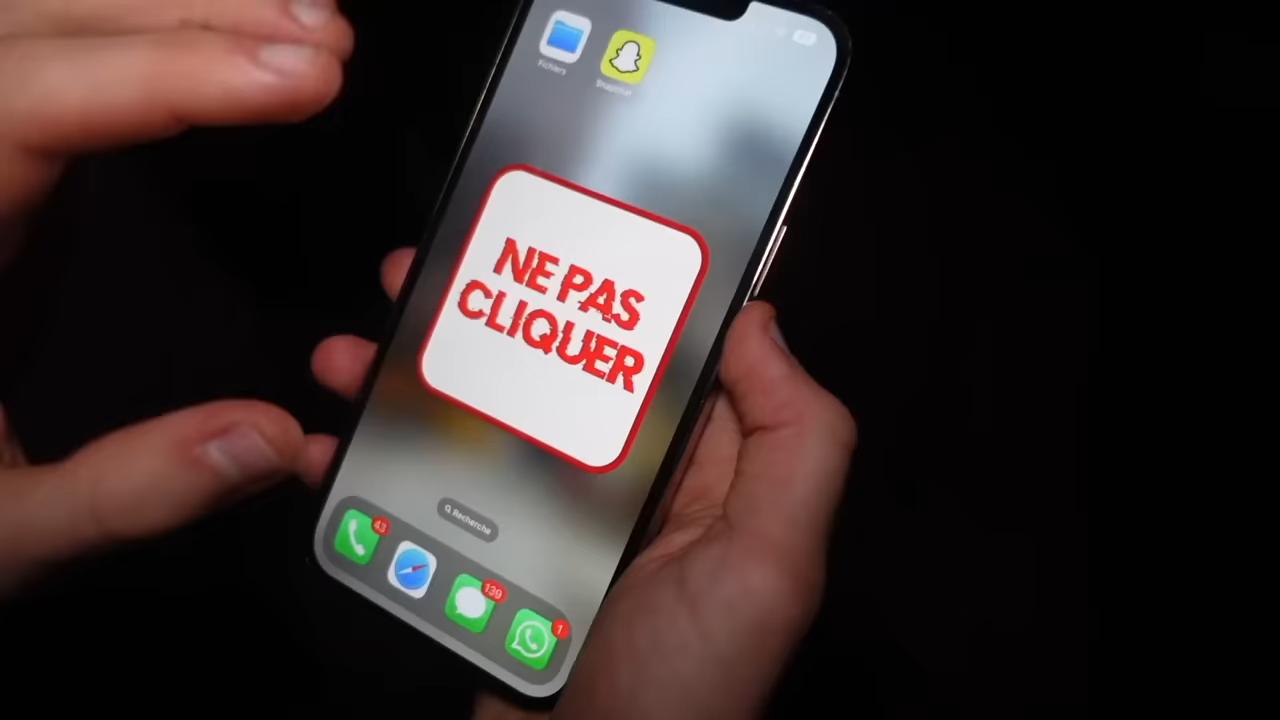 Fichiers
Snapchat
NE PAS
CLIQUER
Recherche
43
139
1